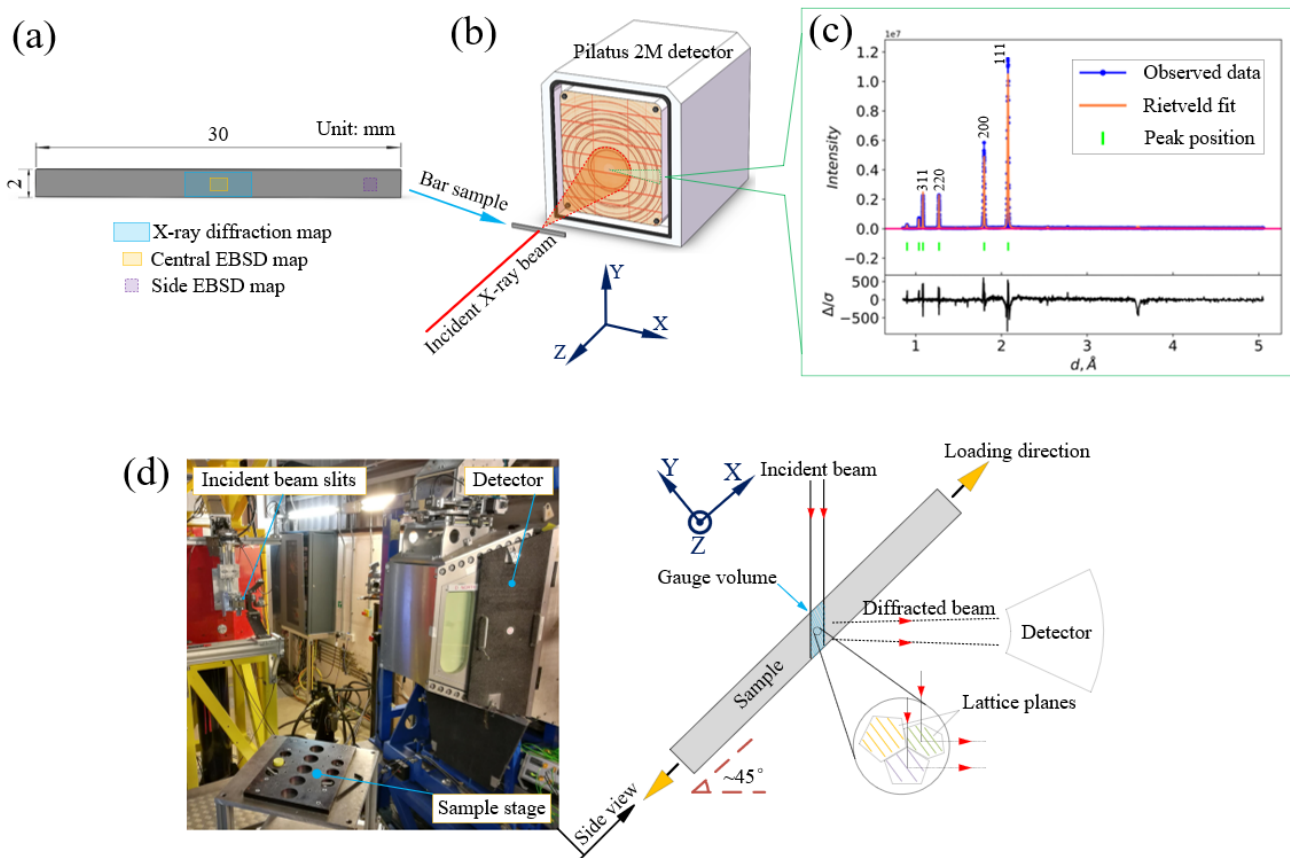 (a)
30
Unit: mm
2
X-ray diffraction map
Central EBSD map
Side EBSD map
(b)
Pilatus 2M detector
Bar sample
Incident X-ray beam
Y
X
Z
(c)
1e7
Intensity
1.2
1.0
0.8
0.6
0.4
0.2
0.0
−0.2
311
220
200
111
Observed data
Rietveld fit
Peak position
Δ/σ
500
0
−500
1
2
3
4
5
d, Å
(d)
Incident beam slits
Detector
Sample stage
Side view
Y
X
Z
Incident beam
Loading direction
Gauge volume
Diffracted beam
Detector
Sample
Lattice planes
~45°